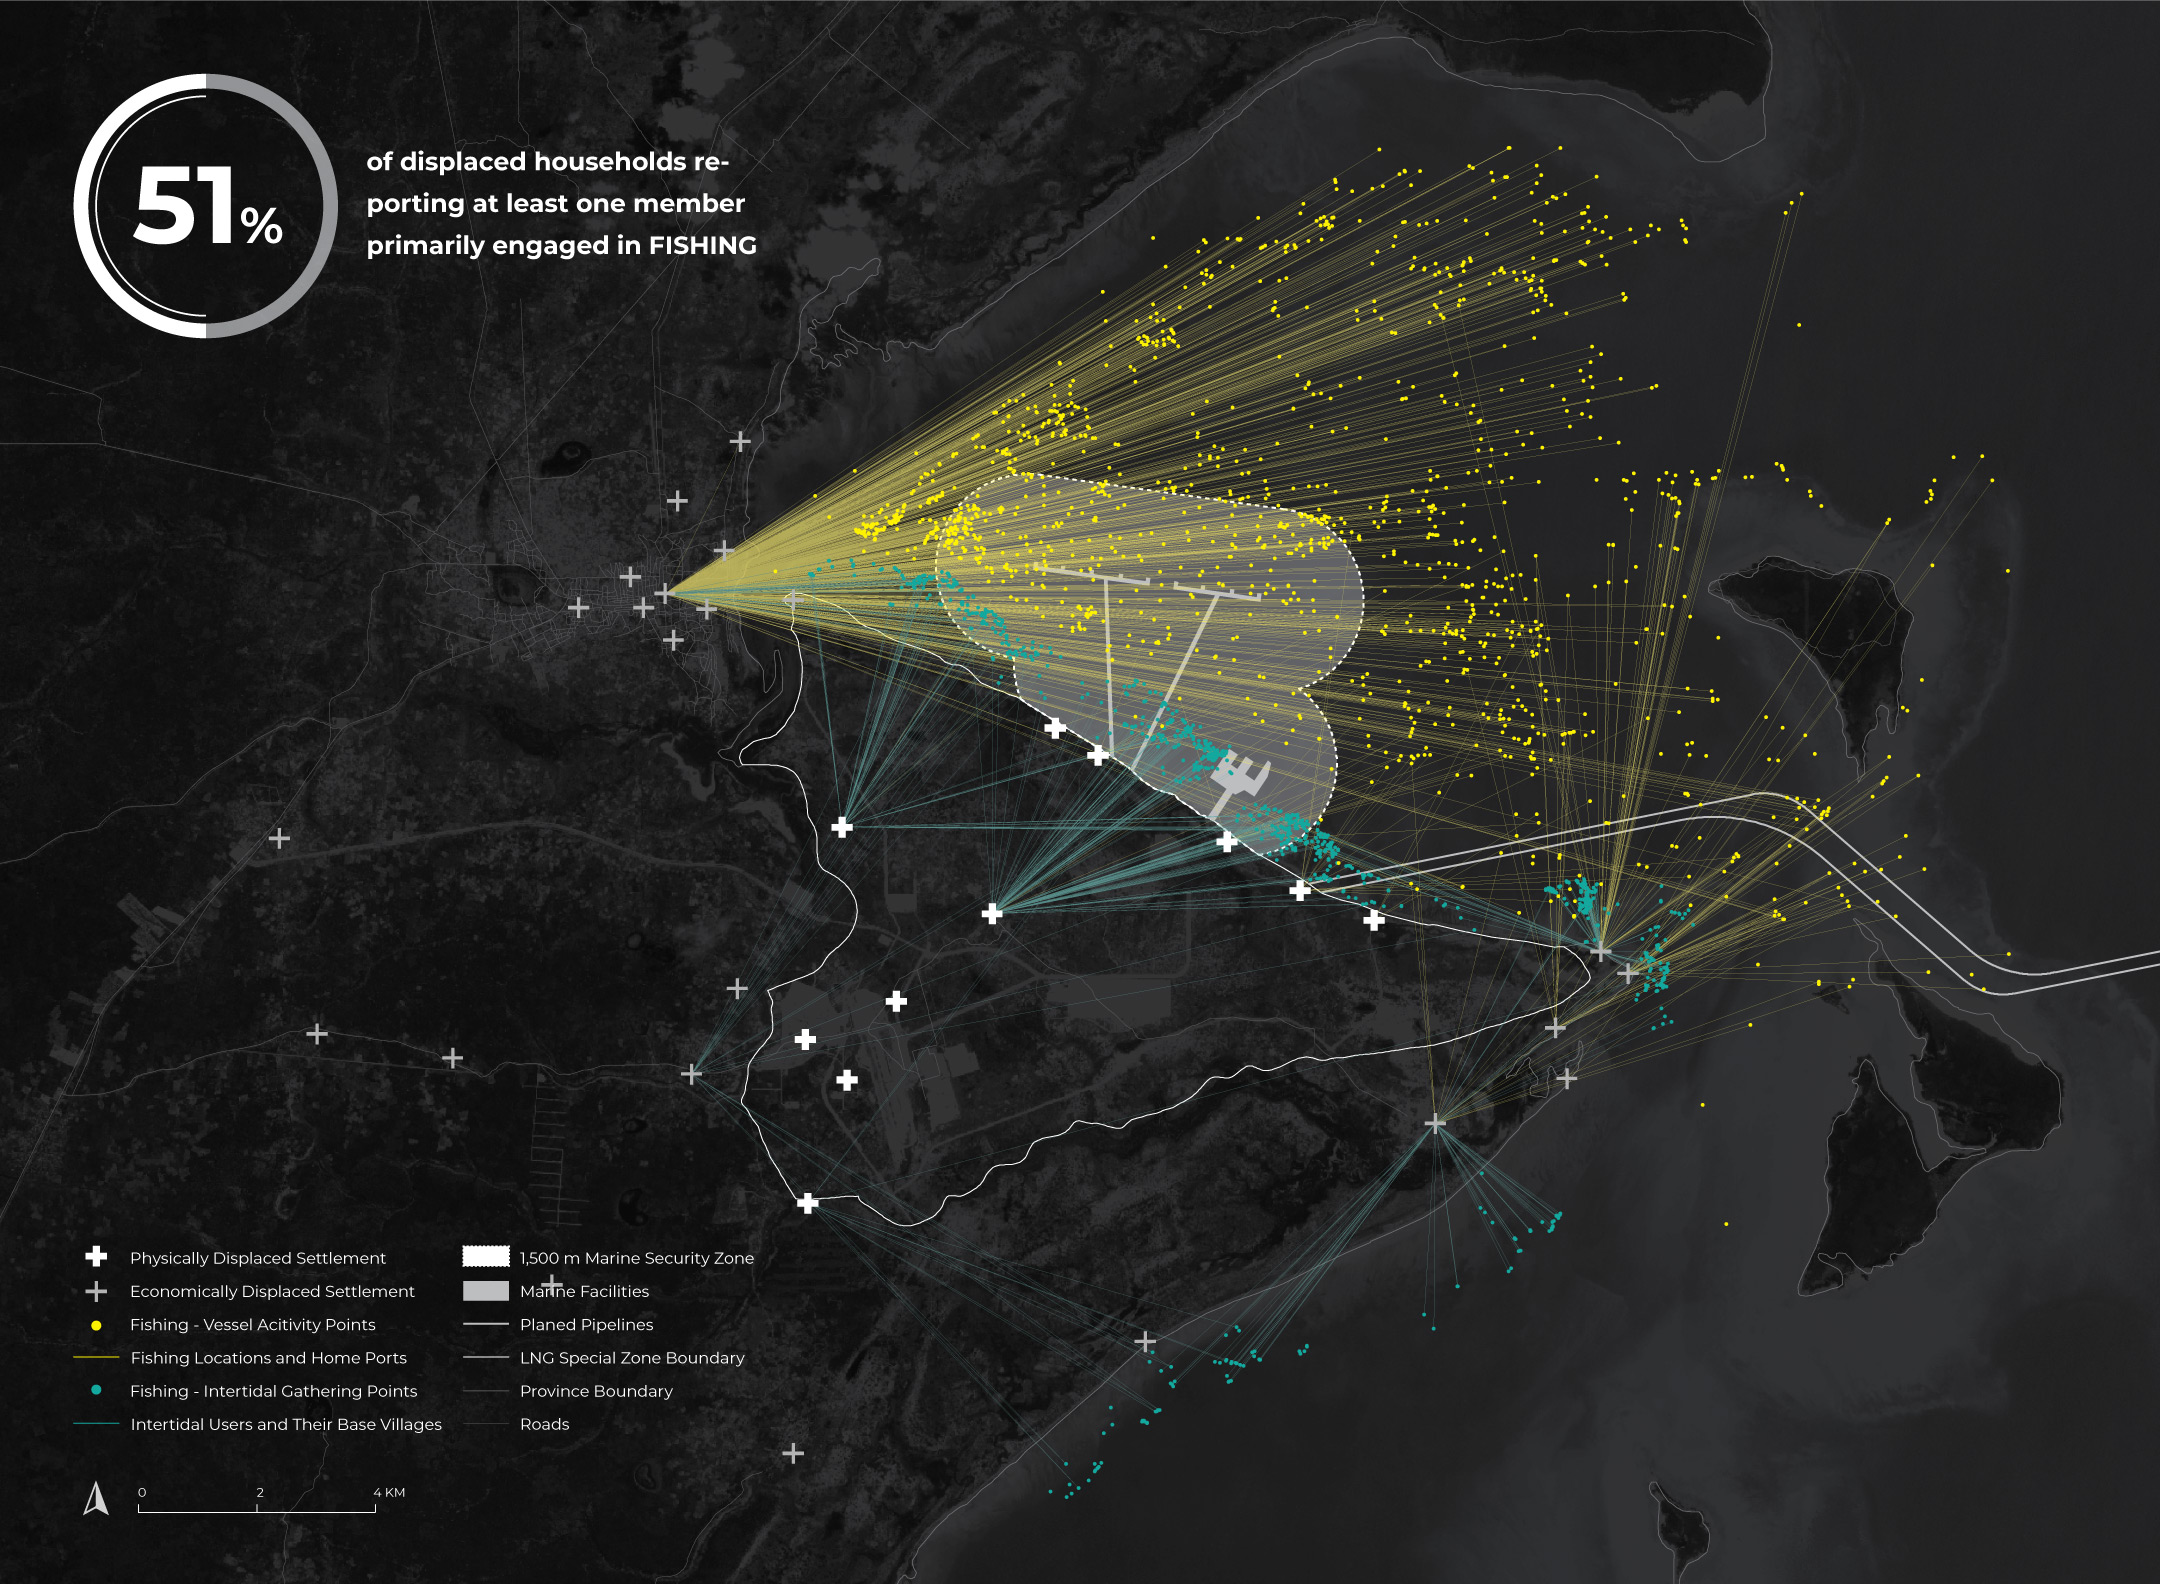 51%
of displaced households re-
porting at least one member
primarily engaged in FISHING
Physically Displaced Settlement
Economically Displaced Settlement
Fishing - Vessel Acitivity Points
Fishing Locations and Home Ports
Fishing - Intertidal Gathering Points
Intertidal Users and Their Base Villages
1,500 m Marine Security Zone
Marine Facilities
Planed Pipelines
LNG Special Zone Boundary
Province Boundary
Roads
0 2 4 KM